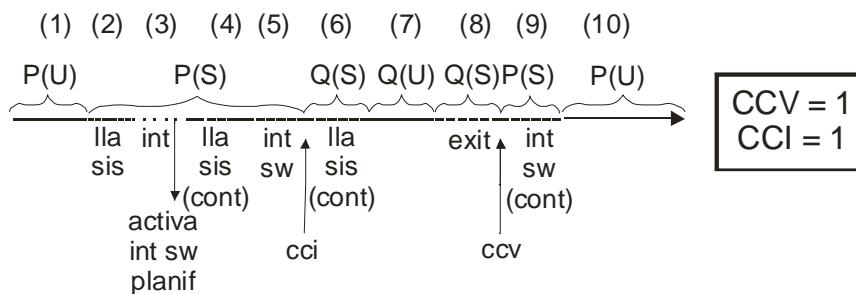 (1) (2) (3) (4) (5) (6) (7) (8) (9) (10)
P(U) P(S) Q(S) Q(U) Q(S) P(S) P(U)
lla int lla int lla exit int
sis sis sw sis sw
(cont) (cont) (cont)
activa
int sw
planif
cci ccv
CCV = 1
CCI = 1